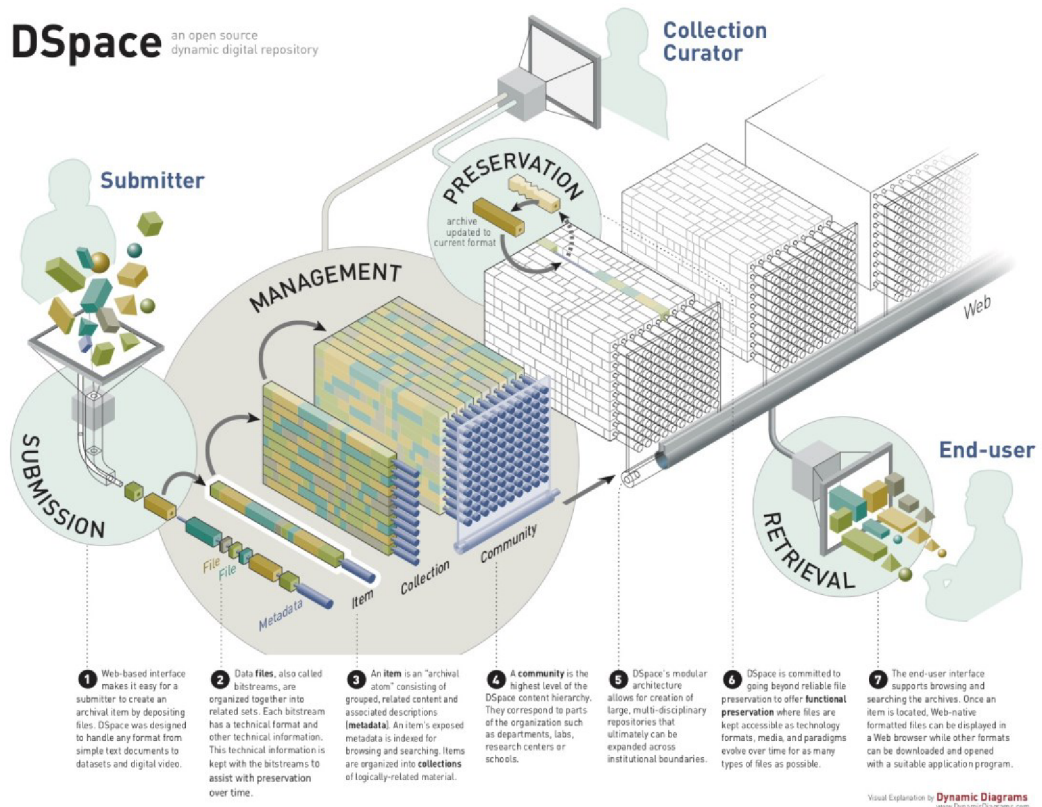 DSpace
an open source
dynamic digital repository
Collection
Curator
Submitter
PRESERVATION
archive
updated to
current format
MANAGEMENT
Web
SUBMISSION
End-user
RETRIEVAL
File
File
Metadata
Item
Collection
Community
1 Web-based interface
makes it easy for a
submitter to create an
archival item by depositing
files. DSpace was designed
to handle any format from
simple text documents to
datasets and digital video.
2 Data files, also called
bitstreams, are
organized together into
related sets. Each bitstream
has a technical format and
other technical information.
This technical information is
kept with the bitstreams to
assist with preservation
over time.
3 An item is an "archival
atom" consisting of
grouped, related content and
associated descriptions
(metadata). An item's exposed
metadata is indexed for
browsing and searching. Items
are organized into collections
of logically-related material.
4 A community is the
highest level of the
DSpace content hierarchy.
They correspond to parts
of the organization such
as departments, labs,
research centers or
schools.
5 DSpace's modular
architecture
allows for creation of
large, multi-disciplinary
repositories that
ultimately can be
expanded across
institutional boundaries.
6 DSpace is committed to
going beyond reliable file
preservation to offer functional
preservation where files are
kept accessible as technology
formats, media, and paradigms
evolve over time for as many
types of files as possible.
7 The end-user interface
supports browsing and
searching the archives. Once an
item is located, Web-native
formatted files can be displayed
in a Web browser while other formats
can be downloaded and opened
with a suitable application program.
Visual Explanation by Dynamic Diagrams
www.DynamicDiagrams.com